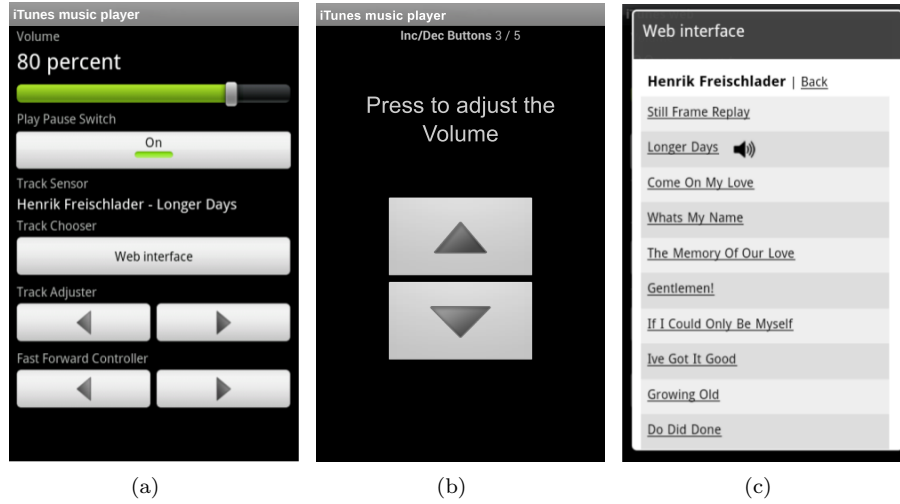 iTunes music player
Volume
80 percent
Play Pause Switch
On
Track Sensor
Henrik Freischlader - Longer Days
Track Chooser
Web interface
Track Adjuster
Fast Forward Controller
(a)
iTunes music player
Inc/Dec Buttons 3 / 5
Press to adjust the
Volume
(b)
Web interface
Henrik Freischlader | Back
Still Frame Replay
Longer Days
Come On My Love
Whats My Name
The Memory Of Our Love
Gentlemen!
If I Could Only Be Myself
Ive Got It Good
Growing Old
Do Did Done
(c)